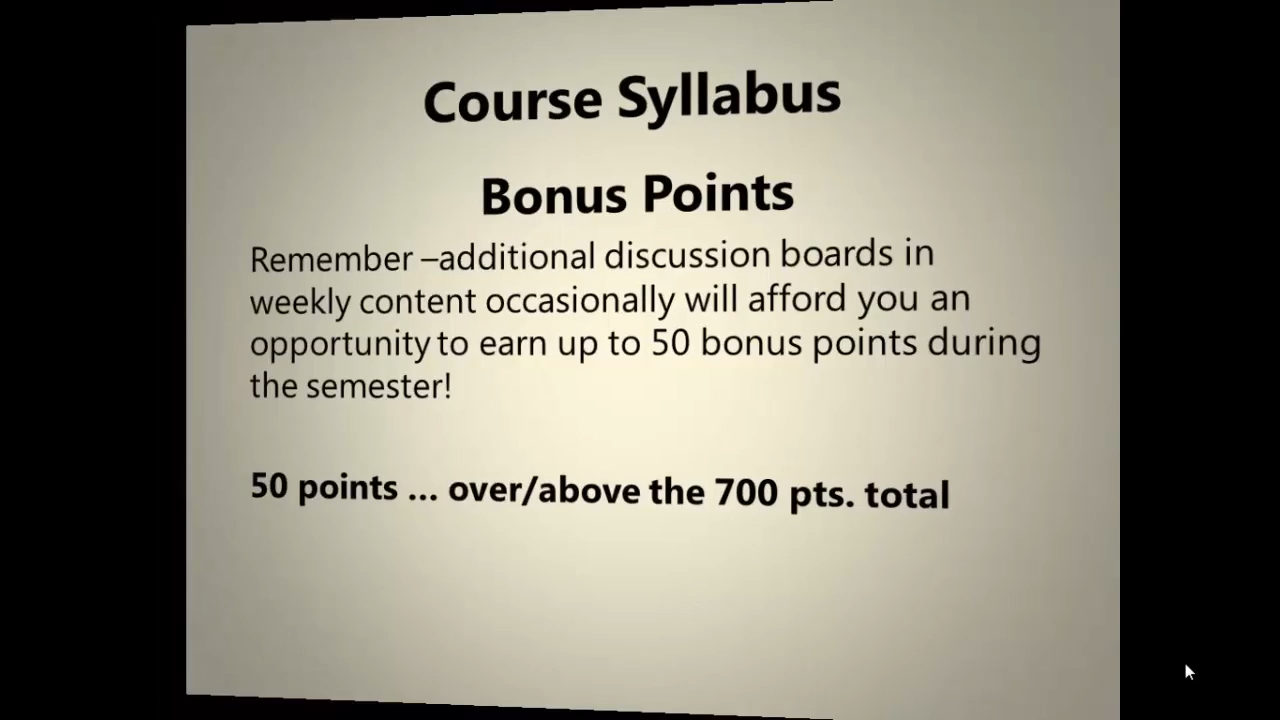 Course Syllabus
Bonus Points
Remember –additional discussion boards in
weekly content occasionally will afford you an
opportunity to earn up to 50 bonus points during
the semester!
50 points ... over/above the 700 pts. total